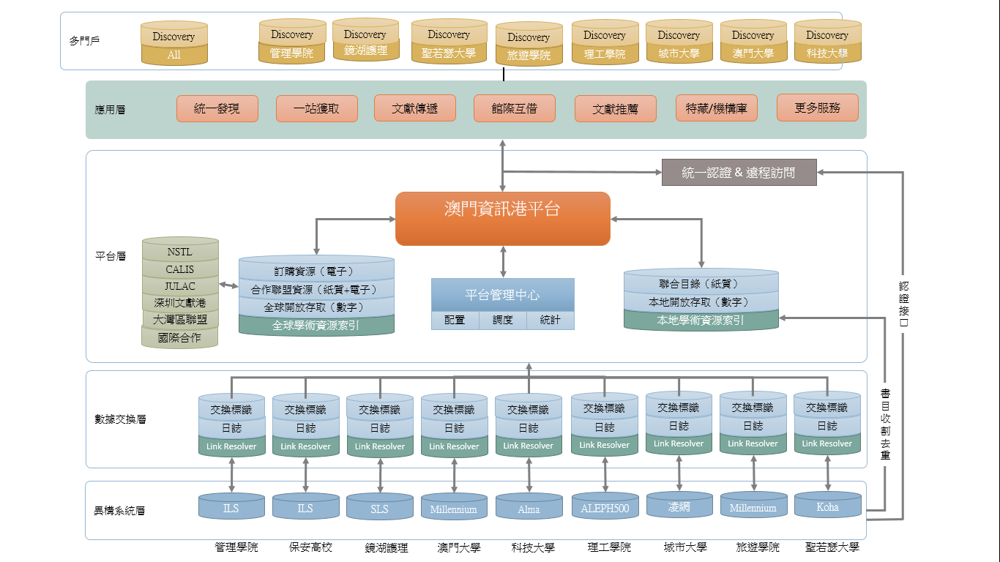 多門戶
Discovery
All
Discovery
管理學院
Discovery
鏡湖護理
Discovery
聖若瑟大學
Discovery
旅遊學院
Discovery
理工學院
Discovery
城市大學
Discovery
澳門大學
Discovery
科技大學
應用層
統一發現
一站獲取
文獻傳遞
館際互借
文獻推薦
特藏/機構庫
更多服務
統一認證 & 遠程訪問
澳門資訊港平台
平台層
NSTL
CALIS
JULAC
深圳文獻港
大灣區聯盟
國際合作
訂購資源（電子）
合作聯盟資源（紙質+電子）
全球開放存取（數字）
全球學術資源索引
平台管理中心
配置
調度
統計
聯合目錄（紙質）
本地開放存取（數字）
本地學術資源索引
認證接口
書目收割去重
數據交換層
交換標識
日誌
Link Resolver
交換標識
日誌
Link Resolver
交換標識
日誌
Link Resolver
交換標識
日誌
Link Resolver
交換標識
日誌
Link Resolver
交換標識
日誌
Link Resolver
交換標識
日誌
Link Resolver
交換標識
日誌
Link Resolver
交換標識
日誌
Link Resolver
異構系統層
ILS
ILS
SLS
Millennium
Alma
ALEPH500
凌網
Millennium
Koha
管理學院
保安高校
鏡湖護理
澳門大學
科技大學
理工學院
城市大學
旅遊學院
聖若瑟大學